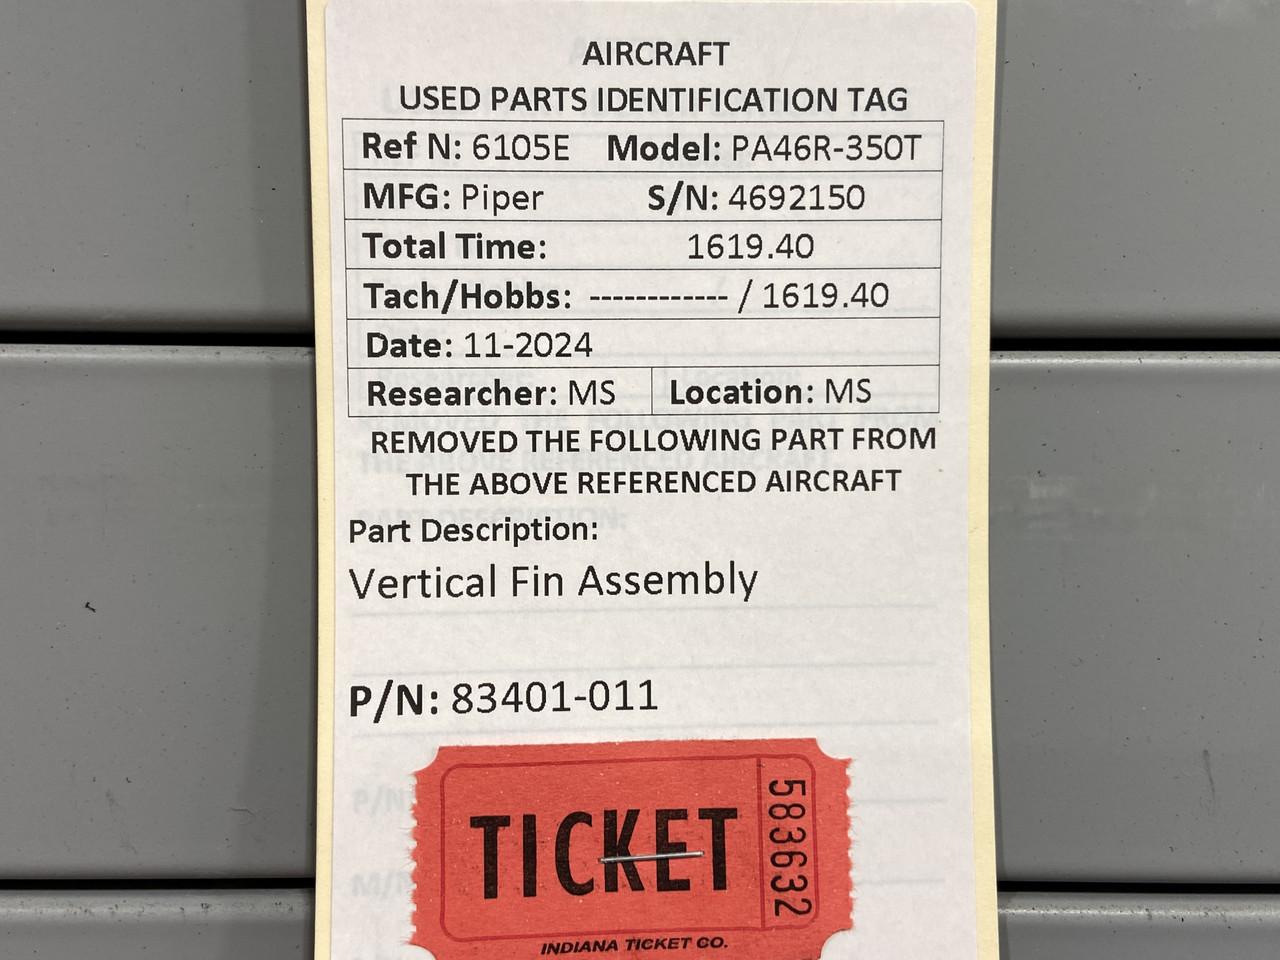 AIRCRAFT
USED PARTS IDENTIFICATION TAG
Ref N: 6105E Model: PA46R-350T
MFG: Piper S/N: 4692150
Total Time: 1619.40
Tach/Hobbs: ------------ / 1619.40
Date: 11-2024
Researcher: MS Location: MS
REMOVED THE FOLLOWING PART FROM
THE ABOVE REFERENCED AIRCRAFT
Part Description:
Vertical Fin Assembly
P/N: 83401-011
TICKET
583632
INDIANA TICKET CO.